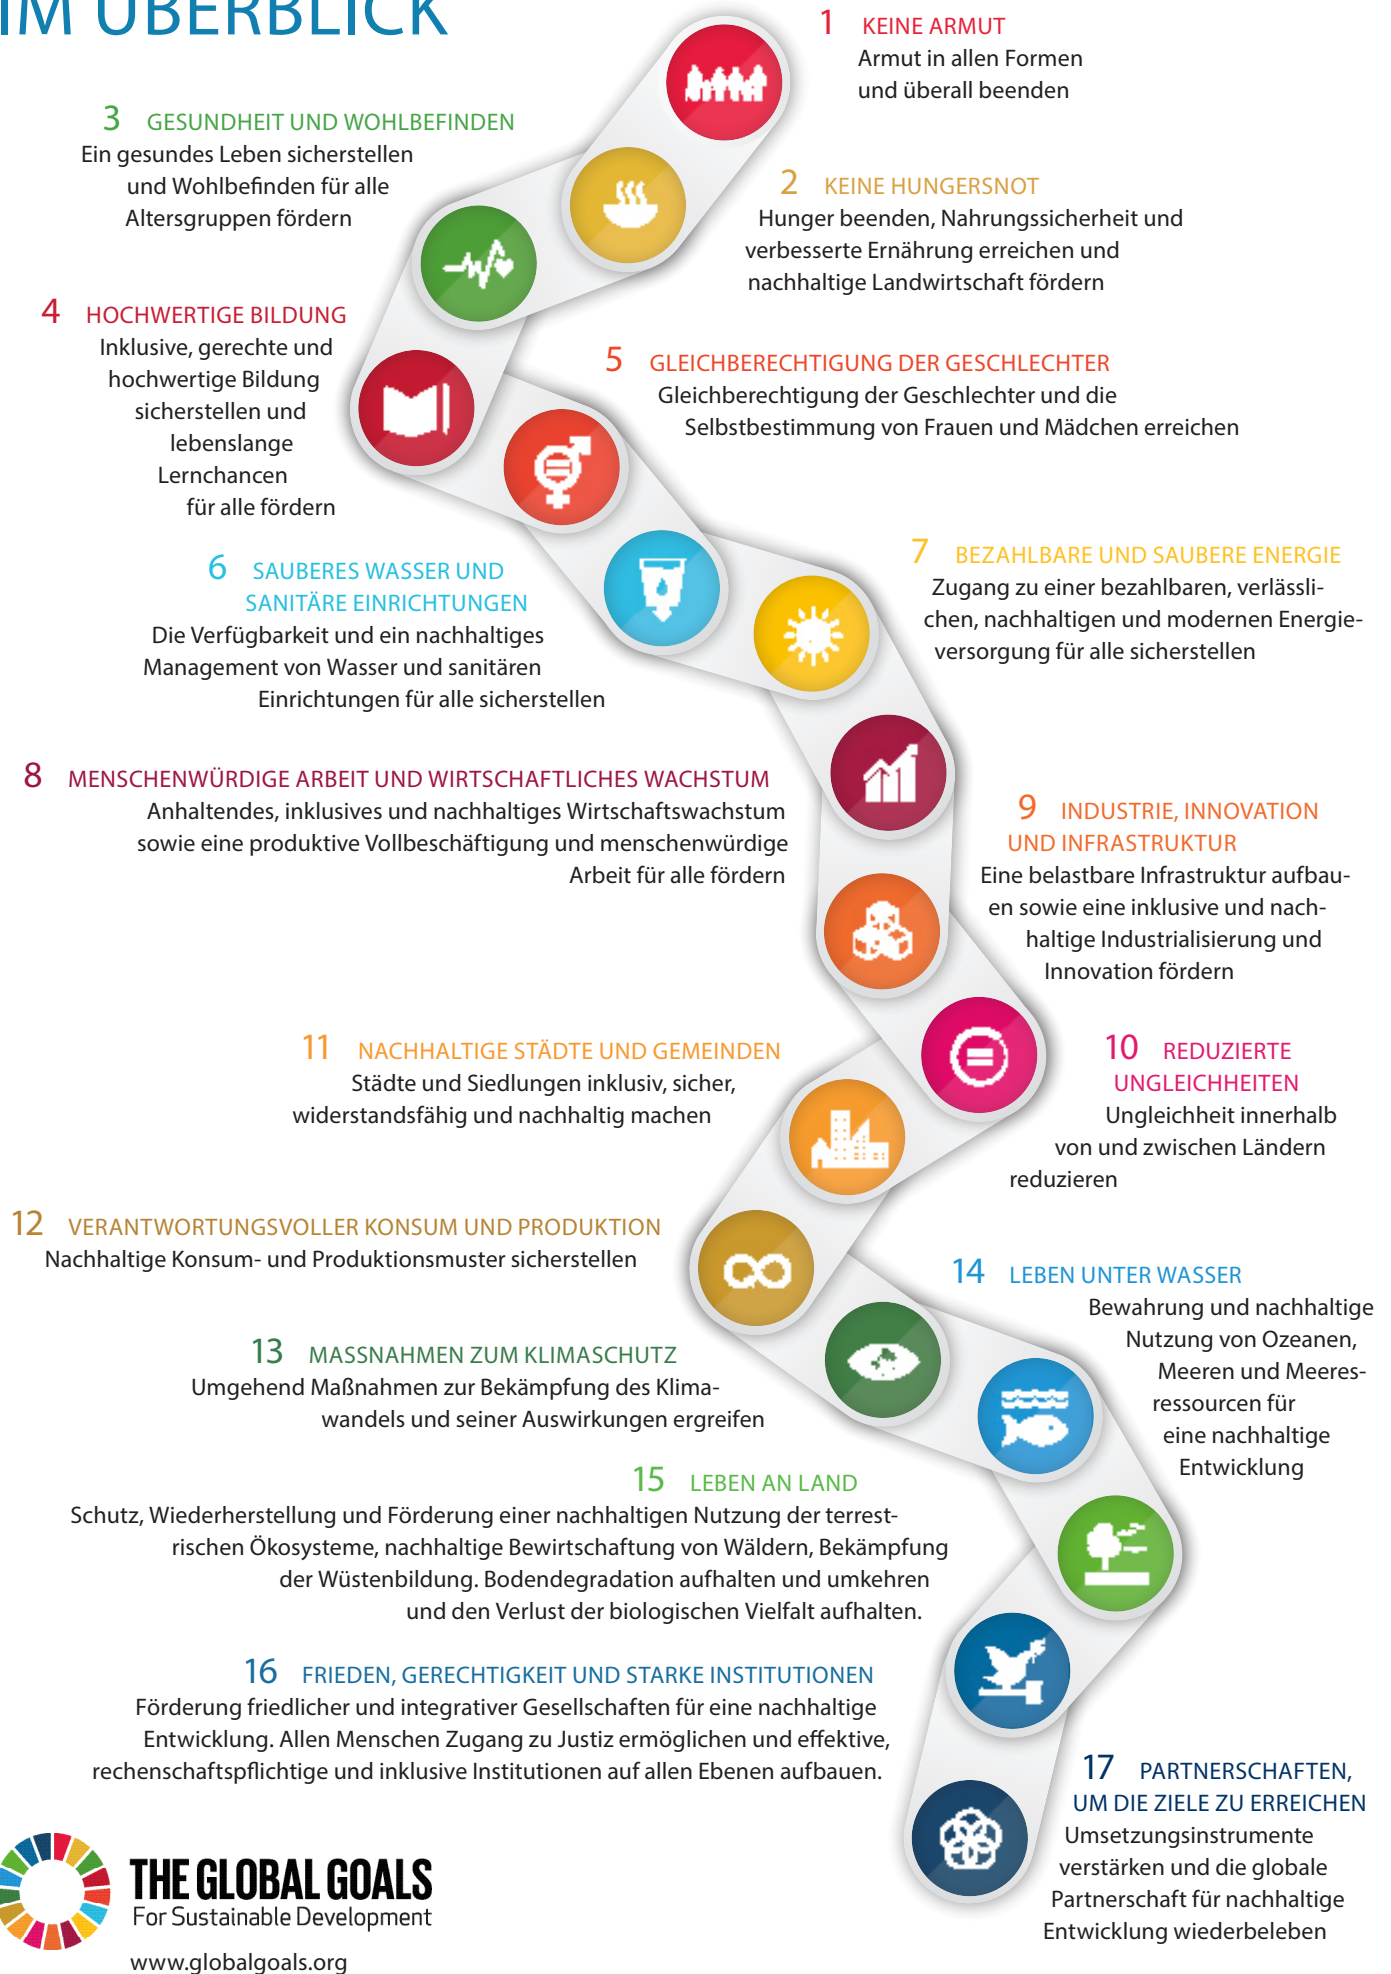 IM ÜBERBLICK
1 KEINE ARMUT
Armut in allen Formen
und überall beenden
2 KEINE HUNGERSNOT
Hunger beenden, Nahrungssicherheit und
verbesserte Ernährung erreichen und
nachhaltige Landwirtschaft fördern
3 GESUNDHEIT UND WOHLBEFINDEN
Ein gesundes Leben sicherstellen
und Wohlbefinden für alle
Altersgruppen fördern
4 HOCHWERTIGE BILDUNG
Inklusive, gerechte und
hochwertige Bildung
sicherstellen und
lebenslange
Lernchancen
für alle fördern
5 GLEICHBERECHTIGUNG DER GESCHLECHTER
Gleichberechtigung der Geschlechter und die
Selbstbestimmung von Frauen und Mädchen erreichen
6 SAUBERES WASSER UND
SANITÄRE EINRICHTUNGEN
Die Verfügbarkeit und ein nachhaltiges
Management von Wasser und sanitären
Einrichtungen für alle sicherstellen
7 BEZAHLBARE UND SAUBERE ENERGIE
Zugang zu einer bezahlbaren, verlässli-
chen, nachhaltigen und modernen Energie-
versorgung für alle sicherstellen
8 MENSCHENWÜRDIGE ARBEIT UND WIRTSCHAFTLICHES WACHSTUM
Anhaltendes, inklusives und nachhaltiges Wirtschaftswachstum
sowie eine produktive Vollbeschäftigung und menschenwürdige
Arbeit für alle fördern
9 INDUSTRIE, INNOVATION
UND INFRASTRUKTUR
Eine belastbare Infrastruktur aufbau-
en sowie eine inklusive und nach-
haltige Industrialisierung und
Innovation fördern
10 REDUZIERTE
UNGLEICHHEITEN
Ungleichheit innerhalb
von und zwischen Ländern
reduzieren
11 NACHHALTIGE STÄDTE UND GEMEINDEN
Städte und Siedlungen inklusiv, sicher,
widerstandsfähig und nachhaltig machen
12 VERANTWORTUNGSVOLLER KONSUM UND PRODUKTION
Nachhaltige Konsum- und Produktionsmuster sicherstellen
13 MASSNAHMEN ZUM KLIMASCHUTZ
Umgehend Maßnahmen zur Bekämpfung des Klima-
wandels und seiner Auswirkungen ergreifen
14 LEBEN UNTER WASSER
Bewahrung und nachhaltige
Nutzung von Ozeanen,
Meeren und Meeres-
ressourcen für
eine nachhaltige
Entwicklung
15 LEBEN AN LAND
Schutz, Wiederherstellung und Förderung einer nachhaltigen Nutzung der terrest-
rischen Ökosysteme, nachhaltige Bewirtschaftung von Wäldern, Bekämpfung
der Wüstenbildung. Bodendegradation aufhalten und umkehren
und den Verlust der biologischen Vielfalt aufhalten.
16 FRIEDEN, GERECHTIGKEIT UND STARKE INSTITUTIONEN
Förderung friedlicher und integrativer Gesellschaften für eine nachhaltige
Entwicklung. Allen Menschen Zugang zu Justiz ermöglichen und effektive,
rechenschaftspflichtige und inklusive Institutionen auf allen Ebenen aufbauen.
17 PARTNERSCHAFTEN,
UM DIE ZIELE ZU ERREICHEN
Umsetzungsinstrumente
verstärken und die globale
Partnerschaft für nachhaltige
Entwicklung wiederbeleben
THE GLOBAL GOALS
For Sustainable Development
www.globalgoals.org